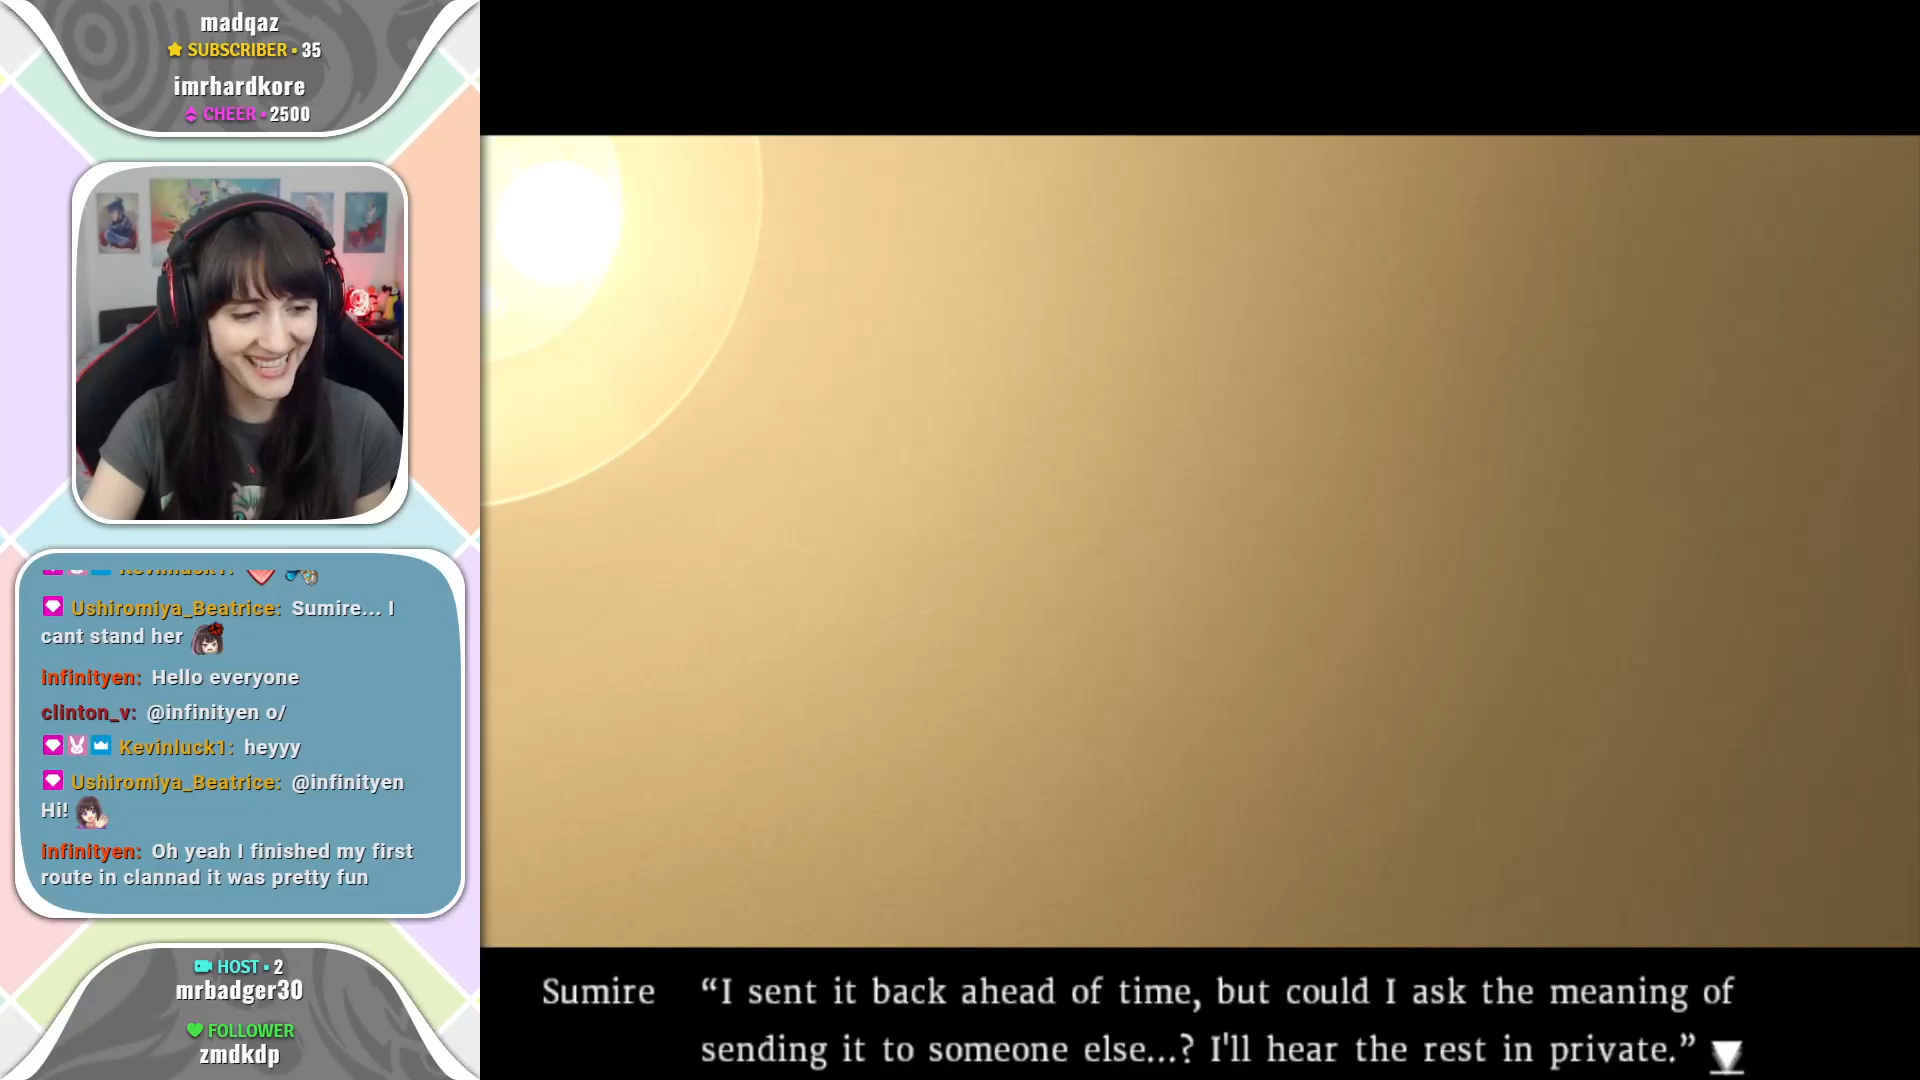 madqaz
SUBSCRIBER • 35
imrhardkore
CHEER • 2500
Kevinluck1:
Ushiromiya_Beatrice: Sumire... I
cant stand her
infinityen: Hello everyone
clinton_v: @infinityen o/
Kevinluck1: heyyy
Ushiromiya_Beatrice: @infinityen
Hi!
infinityen: Oh yeah I finished my first
route in clannad it was pretty fun
HOST • 2
mrbadger30
FOLLOWER
zmdkdp
Sumire “I sent it back ahead of time, but could I ask the meaning of
sending it to someone else...? I'll hear the rest in private.”